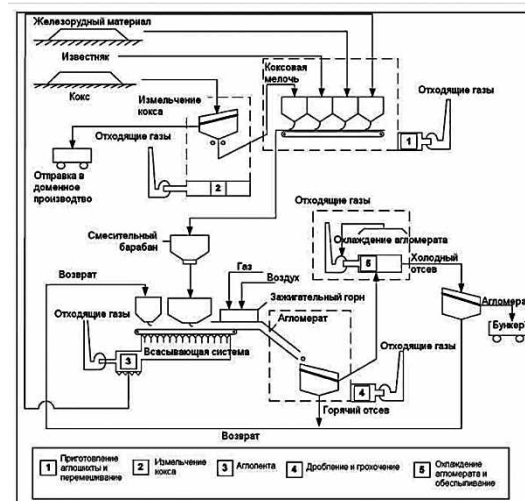 Железорудный материал
Известняк
Кокс
Коксовая
мелочь
Измельчение
кокса
Отходящие газы
Отходящие газы
Отправка в
доменное
производтво
1
2
Отходящие газы
Смесительный
барабан
Охлаждение агломерата
5
Холодный
отсев
Газ
Воздух
Возврат
Зажигательный горн
Агломерат
Агломерат
Бункер
Отходящие газы
Отходящие газы
Всасывающая система
3
4
Горячий отсев
Возврат
1 Приготовление
аглошихты и
перемешивание
2 Измельчение
кокса
3 Аглолента
4 Дробление и грохочение
5 Охлаждение
агломерата и
обеспыливание